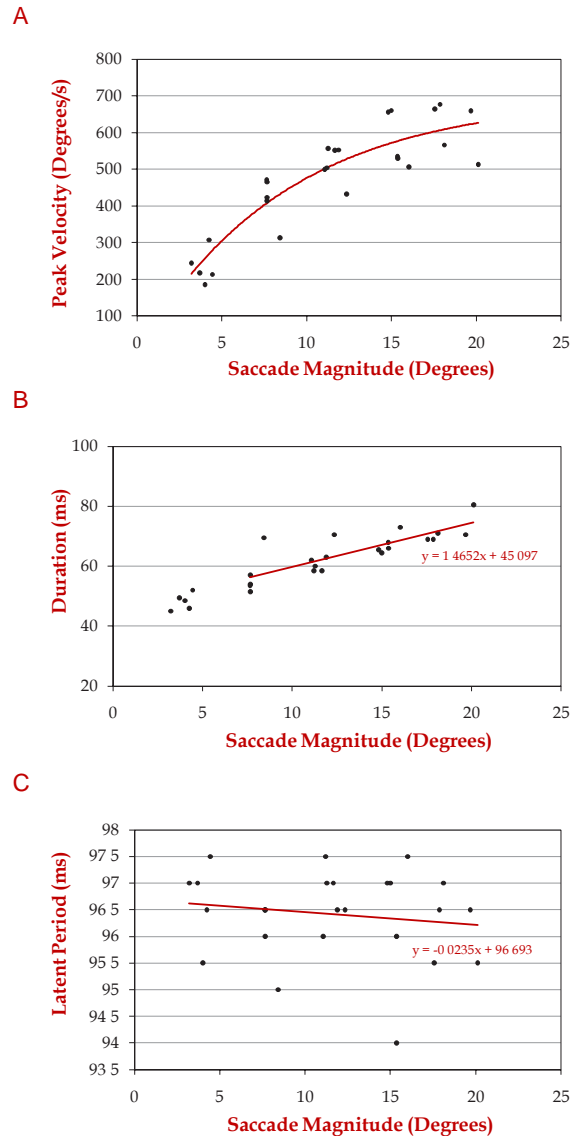 A
Peak Velocity (Degrees/s)
800
700
600
500
400
300
200
100
0 5 10 15 20 25
Saccade Magnitude (Degrees)
B
Duration (ms)
100
80
60
40
20
y = 1 4652x + 45 097
0 5 10 15 20 25
Saccade Magnitude (Degrees)
C
Latent Period (ms)
98
97 5
97
96.5
96
95.5
95
94 5
94
93 5
y = -0 0235x + 96 693
0 5 10 15 20 25
Saccade Magnitude (Degrees)